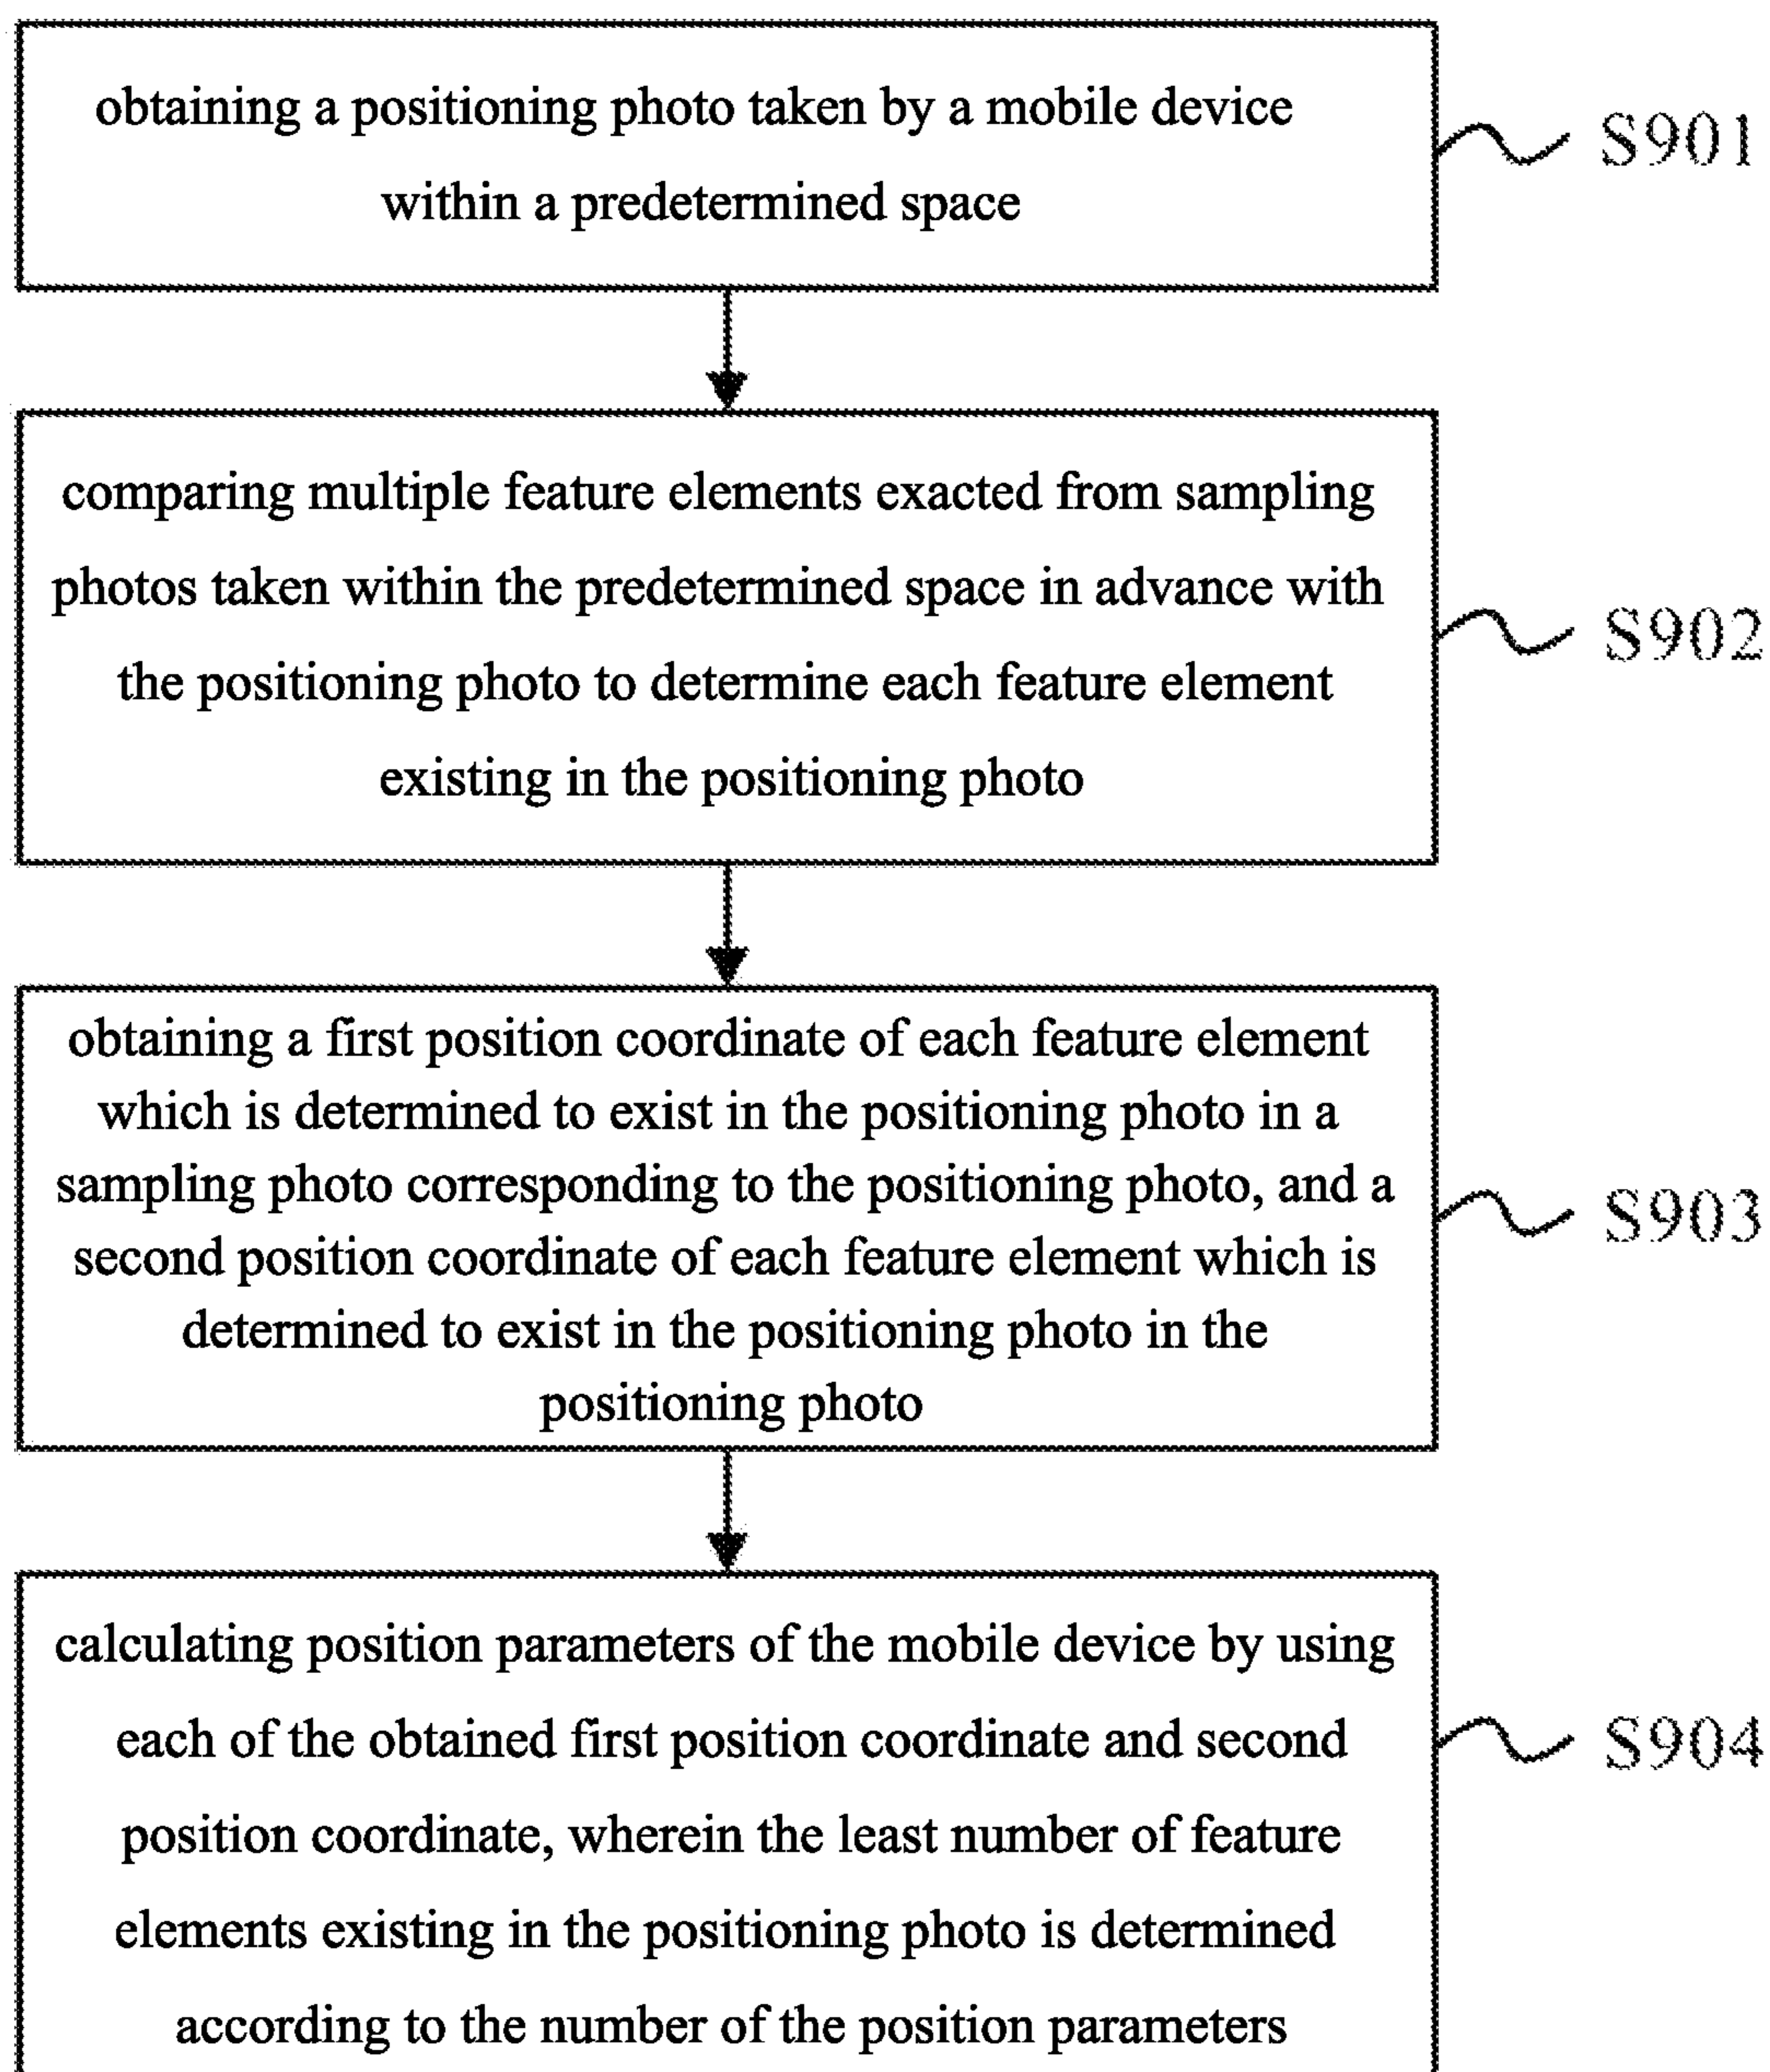 obtaining a positioning photo taken by a mobile device
within a predetermined space
S901
comparing multiple feature elements exacted from sampling
photos taken within the predetermined space in advance with
the positioning photo to determine each feature element
existing in the positioning photo
S902
obtaining a first position coordinate of each feature element
which is determined to exist in the positioning photo in a
sampling photo corresponding to the positioning photo, and a
second position coordinate of each feature element which is
determined to exist in the positioning photo in the
positioning photo
S903
calculating position parameters of the mobile device by using
each of the obtained first position coordinate and second
position coordinate, wherein the least number of feature
elements existing in the positioning photo is determined
according to the number of the position parameters
S904